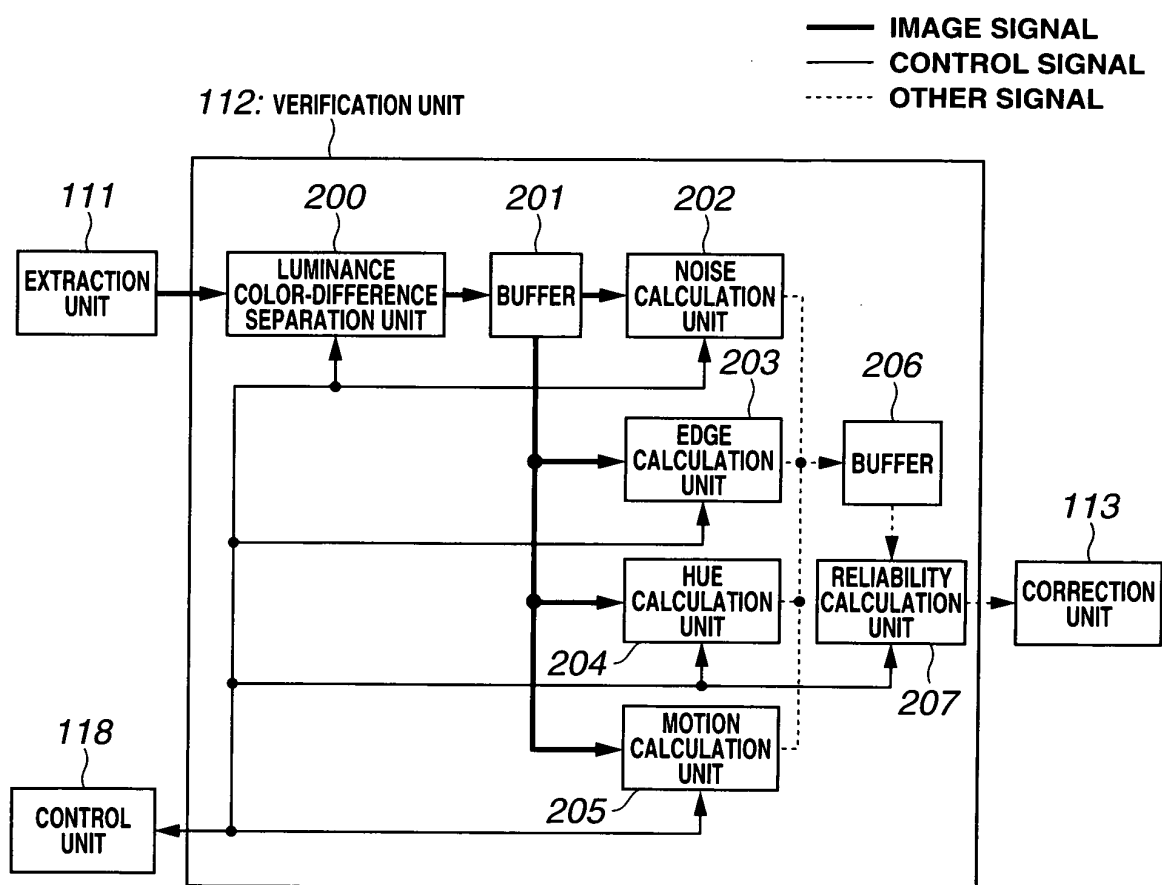 IMAGE SIGNAL
CONTROL SIGNAL
OTHER SIGNAL
112: VERIFICATION UNIT
111
200
201
202
EXTRACTION
UNIT
LUMINANCE
COLOR-DIFFERENCE
SEPARATION UNIT
BUFFER
NOISE
CALCULATION
UNIT
203
206
EDGE
CALCULATION
UNIT
BUFFER
113
HUE
CALCULATION
UNIT
RELIABILITY
CALCULATION
UNIT
CORRECTION
UNIT
204
207
118
MOTION
CALCULATION
UNIT
205
CONTROL
UNIT